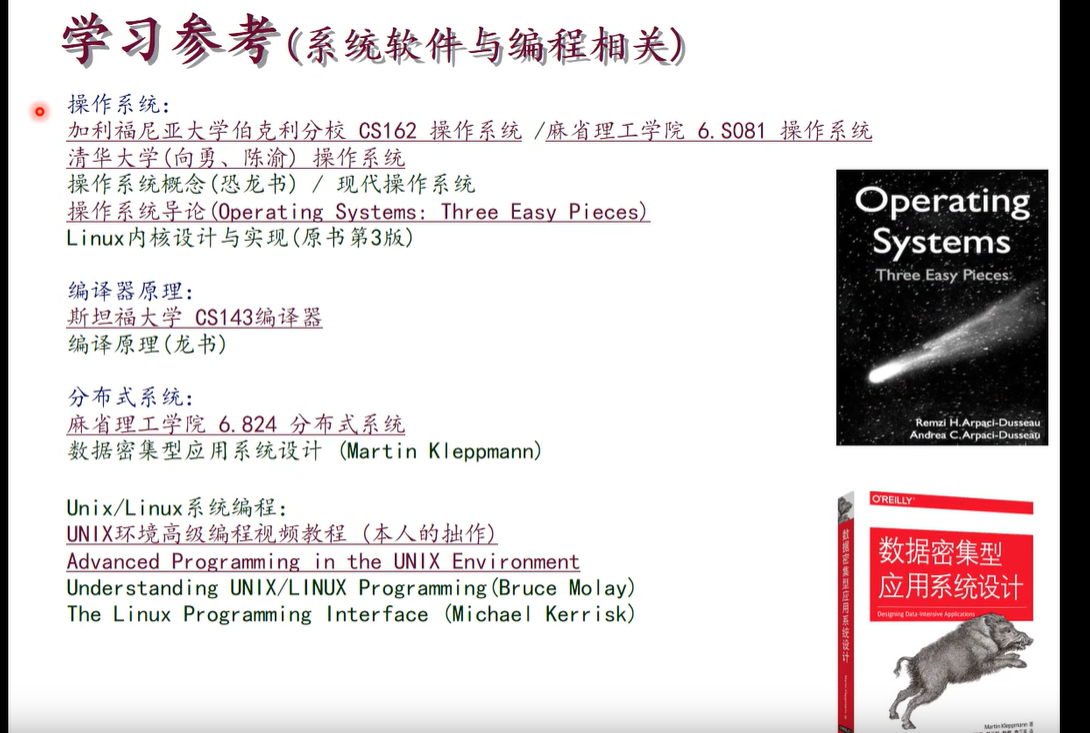 学习参考(系统软件与编程相关)
操作系统:
加利福尼亚大学伯克利分校 CS162 操作系统 /麻省理工学院 6.S081 操作系统
清华大学(向勇、陈渝) 操作系统
操作系统概念(恐龙书) / 现代操作系统
操作系统导论(Operating Systems: Three Easy Pieces)
Linux内核设计与实现(原书第3版)
编译器原理:
斯坦福大学 CS143编译器
编译原理(龙书)
分布式系统:
麻省理工学院 6.824 分布式系统
数据密集型应用系统设计 (Martin Kleppmann)
Unix/Linux系统编程:
UNIX环境高级编程视频教程 (本人的拙作)
Advanced Programming in the UNIX Environment
Understanding UNIX/LINUX Programming(Bruce Molay)
The Linux Programming Interface (Michael Kerrisk)
Operating
Systems
Three Easy Pieces
Remzi H.Arpaci-Dusseau
Andrea C.Arpaci-Dusseau
O'REILLY
数据密集型应用系统设计
数据密集型
应用系统设计
Designing Data-Intensive Applications
Martin Kleppmann 著